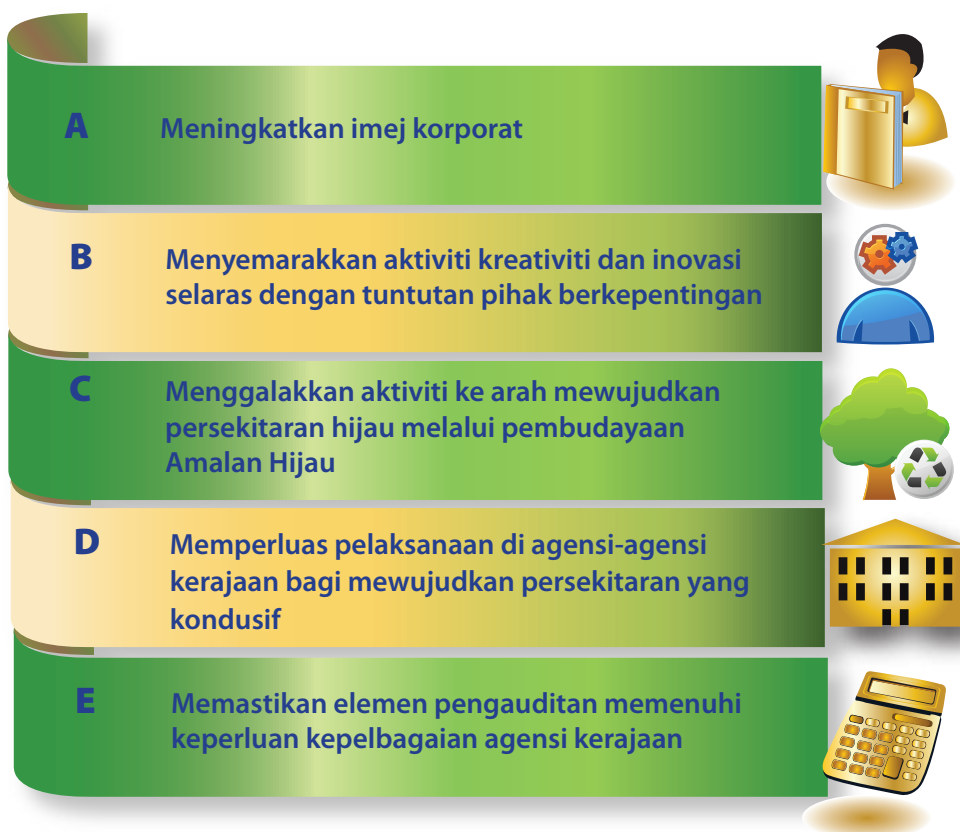 A Meningkatkan imej korporat
B Menyemarakkan aktiviti kreativiti dan inovasi
selaras dengan tuntutan pihak berkepentingan
C Menggalakkan aktiviti ke arah mewujudkan
persekitaran hijau melalui pembudayaan
Amalan Hijau
D Memperluas pelaksanaan di agensi-agensi
kerajaan bagi mewujudkan persekitaran yang
kondusif
E Memastikan elemen pengauditan memenuhi
keperluan kepelbagaian agensi kerajaan